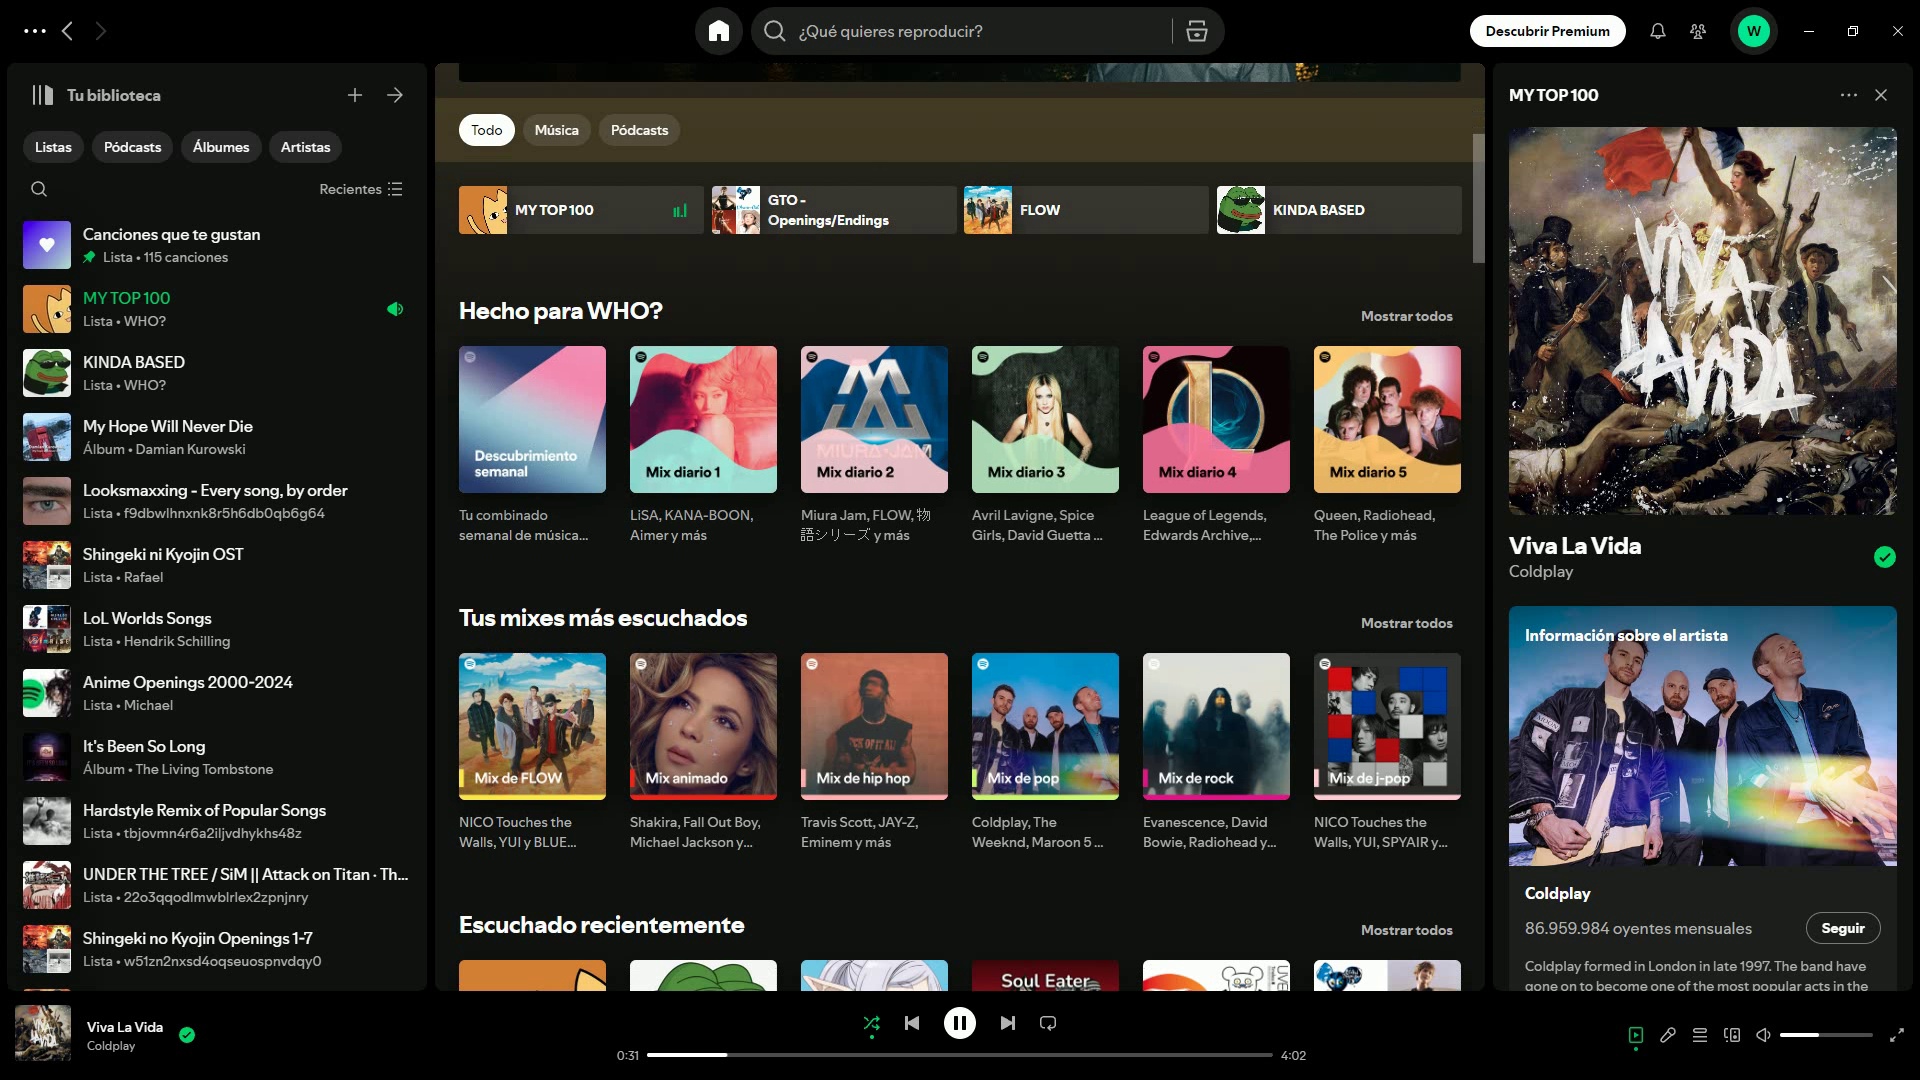 ¿Qué quieres reproducir?
Descubrir Premium
W
Tu biblioteca
Listas
Pódcasts
Álbumes
Artistas
Recientes
Canciones que te gustan
Lista • 115 canciones
MY TOP 100
Lista • WHO?
KINDA BASED
Lista • WHO?
My Hope Will Never Die
Álbum • Damian Kurowski
Looksmaxxing - Every song, by order
Lista • f9dbwlhnxnk8r5h6db0qb6g64
Shingeki ni Kyojin OST
Lista • Rafael
LoL Worlds Songs
Lista • Hendrik Schilling
Anime Openings 2000-2024
Lista • Michael
It's Been So Long
Álbum • The Living Tombstone
Hardstyle Remix of Popular Songs
Lista • tbjovmn4r6a2iljvdhykhs48z
UNDER THE TREE / SiM || Attack on Titan · Th...
Lista • 22o3qqodlmwblrlex2zpnjnry
Shingeki no Kyojin Openings 1-7
Lista • w51zn2nxsd4oqseuospnvdqy0
Todo
Música
Pódcasts
MY TOP 100
GTO -
Openings/Endings
FLOW
KINDA BASED
Hecho para WHO?
Mostrar todos
Descubrimiento
semanal
Tu combinado
semanal de música...
Mix diario 1
LiSA, KANA-BOON,
Aimer y más
MIURA JAM
Mix diario 2
Miura Jam, FLOW, 物
語シリーズ y más
Mix diario 3
Avril Lavigne, Spice
Girls, David Guetta ...
Mix diario 4
League of Legends,
Edwards Archive,...
Mix diario 5
Queen, Radiohead,
The Police y más
Tus mixes más escuchados
Mostrar todos
Mix de FLOW
NICO Touches the
Walls, YUI y BLUE...
Mix animado
Shakira, Fall Out Boy,
Michael Jackson y...
Mix de hip hop
Travis Scott, JAY-Z,
Eminem y más
Mix de pop
Coldplay, The
Weeknd, Maroon 5 ...
Mix de rock
Evanescence, David
Bowie, Radiohead y...
Mix de j-pop
NICO Touches the
Walls, YUI, SPYAIR y...
Escuchado recientemente
Mostrar todos
Soul Eater
MY TOP 100
VIVA
LA VIDA
Viva La Vida
Coldplay
Información sobre el artista
Coldplay
86.959.984 oyentes mensuales
Seguir
Coldplay formed in London in late 1997. The band have
gone on to become one of the most popular acts in the
Viva La Vida
Coldplay
0:31
4:02